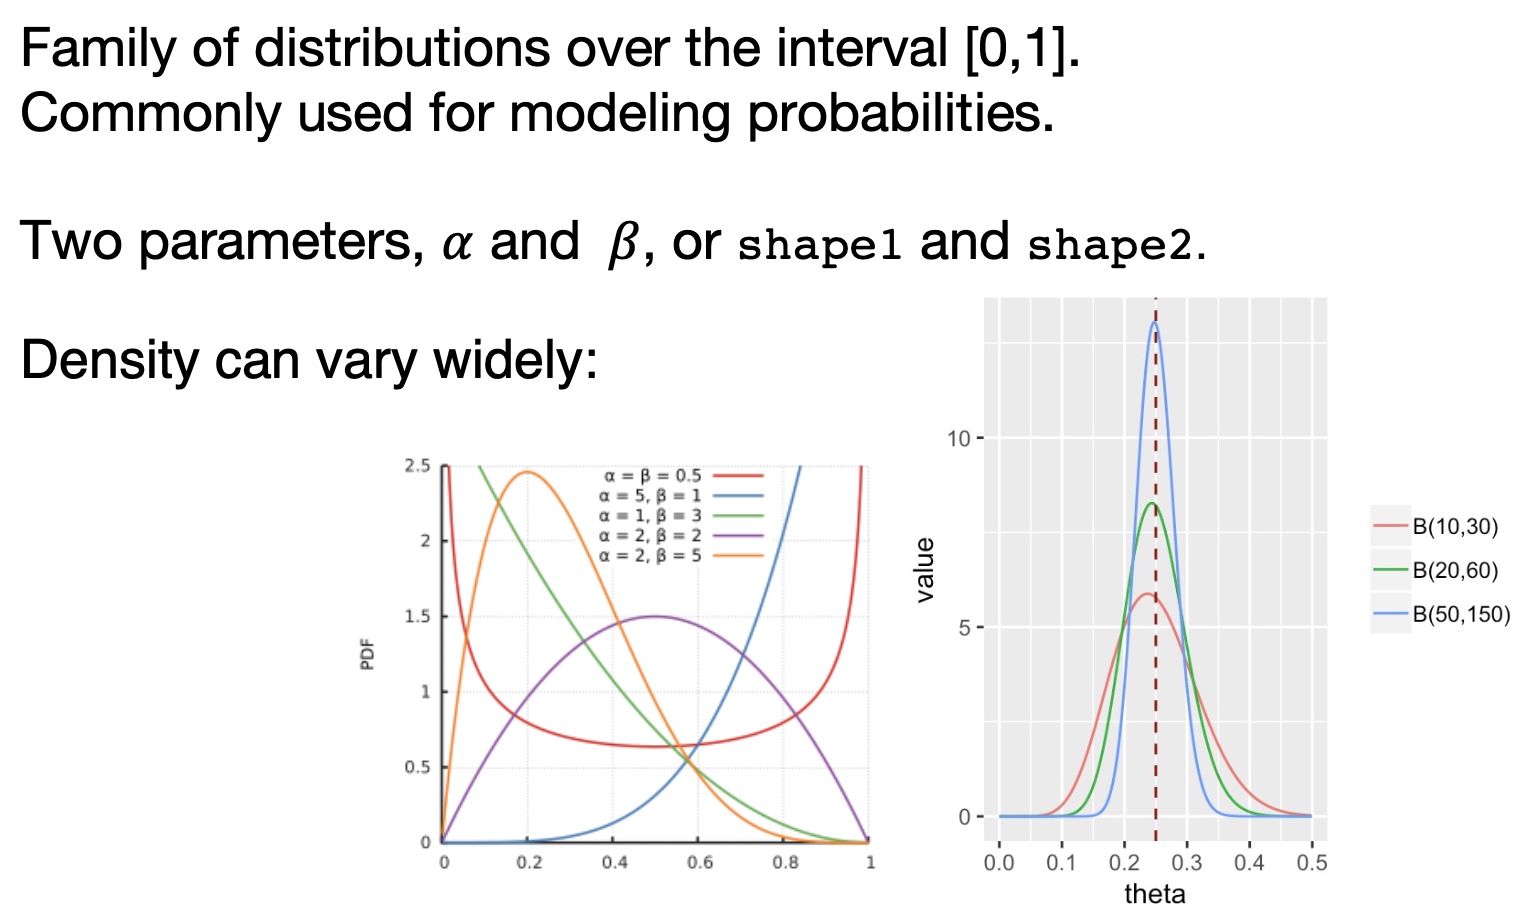 Family of distributions over the interval [0,1].
Commonly used for modeling probabilities.
Two parameters, α and β, or shape1 and shape2.
Density can vary widely:
2.5
2
1.5
1
0.5
0
PDF
α = β = 0.5
α = 5, β = 1
α = 1, β = 3
α = 2, β = 2
α = 2, β = 5
0 0.2 0.4 0.6 0.8 1
10
5
0
value
0.0 0.1 0.2 0.3 0.4 0.5
theta
B(10,30)
B(20,60)
B(50,150)